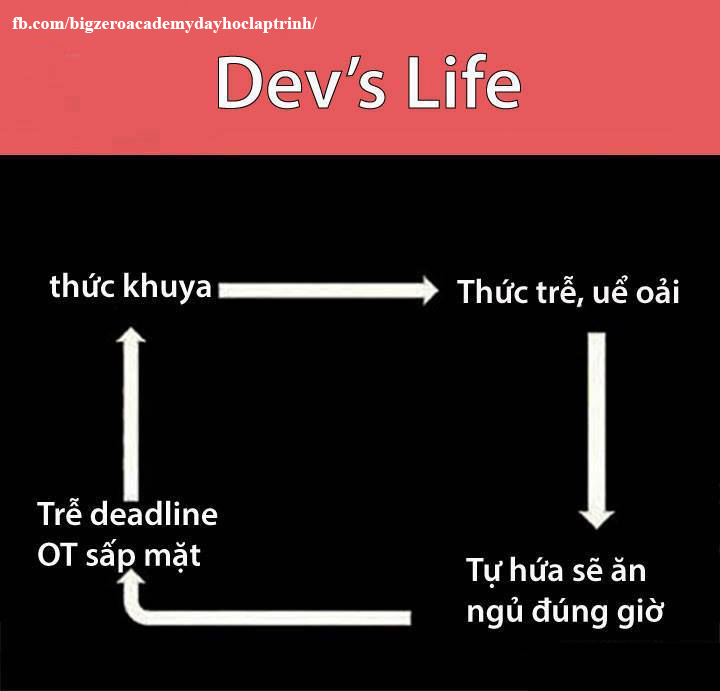 fb.com/bigzeroacademydayhoclaptrinh/
Dev's Life
thức khuya
Thức trễ, uể oải
Trễ deadline
OT sấp mặt
Tự hứa sẽ ăn
ngủ đúng giờ